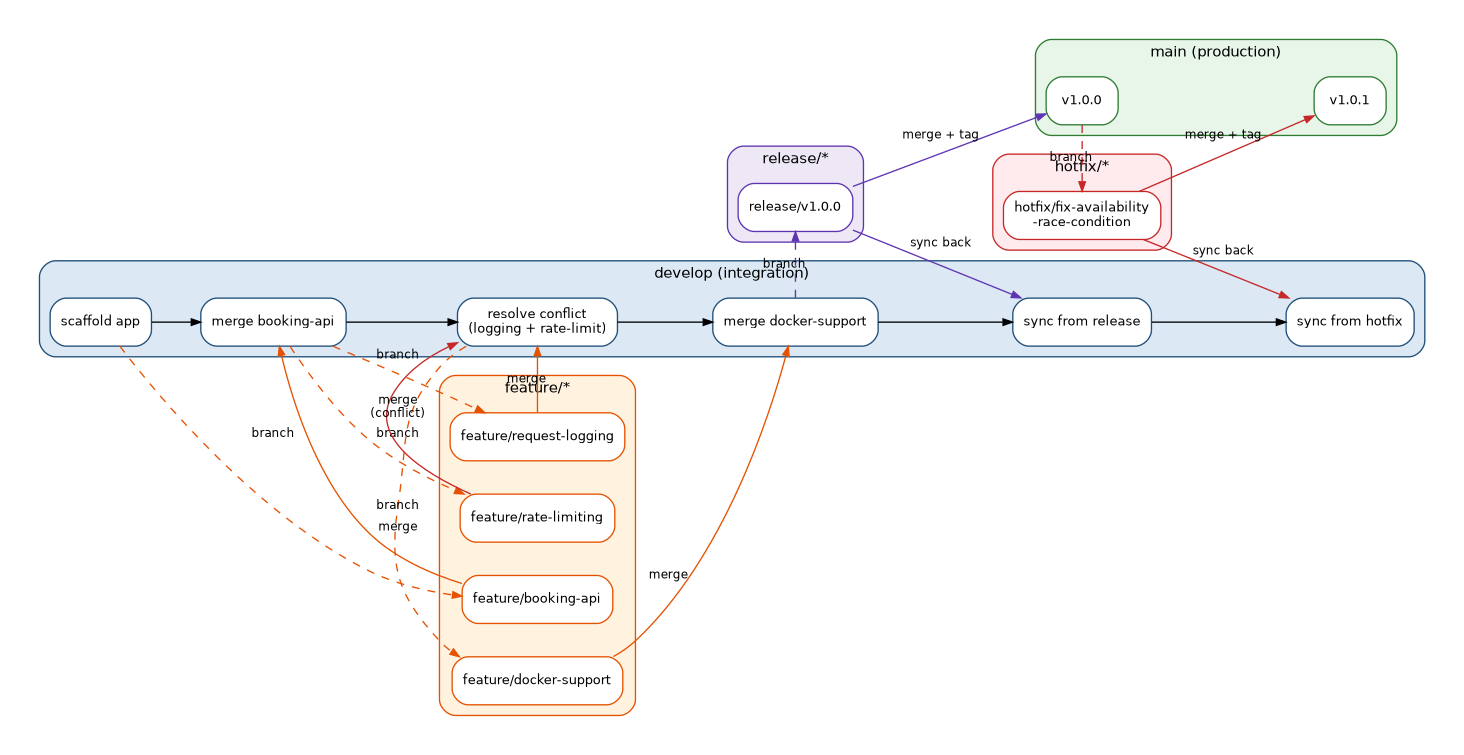 main (production)
v1.0.0
v1.0.1
merge + tag
merge + tag
release/*
branch
hotfix/*
release/v1.0.0
hotfix/fix-availability
-race-condition
sync back
sync back
branch
develop (integration)
scaffold app
merge booking-api
resolve conflict
(logging + rate-limit)
merge docker-support
sync from release
sync from hotfix
branch
merge
feature/*
merge
(conflict)
branch
branch
feature/request-logging
branch
feature/rate-limiting
merge
merge
feature/booking-api
feature/docker-support